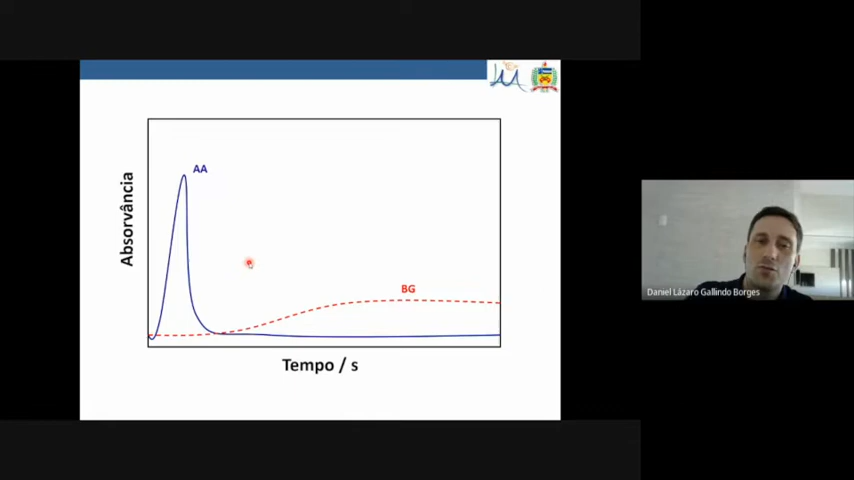 AA
Absorvância
BG
Tempo / s
Daniel Lázaro Gallindo Borges